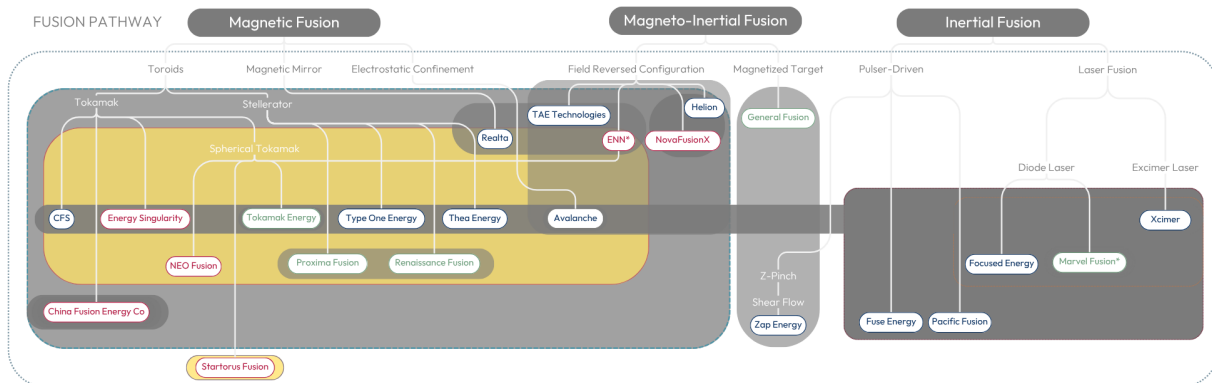 FUSION PATHWAY
Magnetic Fusion
Magneto-Inertial Fusion
Inertial Fusion
Toroids
Magnetic Mirror
Electrostatic Confinement
Field Reversed Configuration
Magnetized Target
Pulser-Driven
Laser Fusion
Tokamak
Stellerator
Helion
TAE Technologies
General Fusion
Realta
ENN*
NovaFusionX
Spherical Tokamak
Diode Laser
Excimer Laser
CFS
Energy Singularity
Tokamak Energy
Type One Energy
Thea Energy
Avalanche
Xcimer
NEO Fusion
Proxima Fusion
Renaissance Fusion
Focused Energy
Marvel Fusion*
Z-Pinch
Shear Flow
China Fusion Energy Co
Zap Energy
Fuse Energy
Pacific Fusion
Startorus Fusion